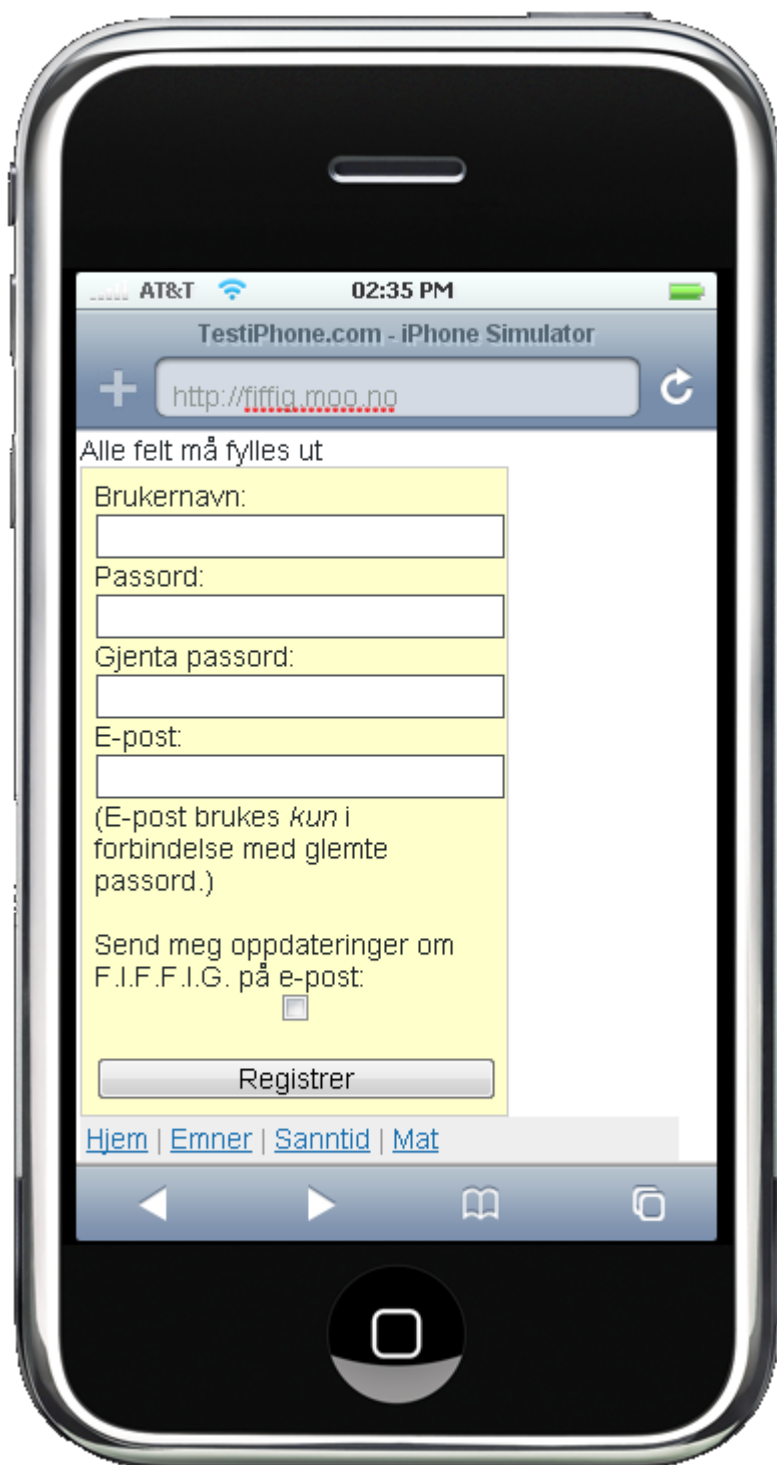 AT&T 02:35 PM
TestiPhone.com - iPhone Simulator
http://fiffig.moo.no
Alle felt må fylles ut
Brukernavn:
Passord:
Gjenta passord:
E-post:
(E-post brukes kun i
forbindelse med glemte
passord.)
Send meg oppdateringer om
F.I.F.F.I.G. på e-post:
Registrer
Hjem | Emner | Sanntid | Mat